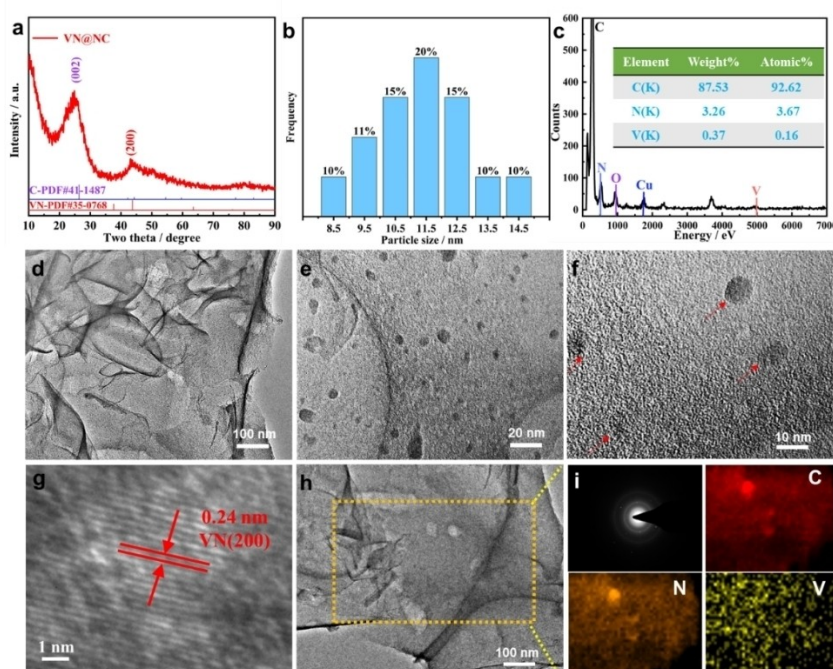 a
VN@NC
(002)
(200)
Intensity / a.u.
C-PDF#41-1487
VN-PDF#35-0768
10 20 30 40 50 60 70 80 90
Two theta / degree
b
Frequency
10%
11%
15%
20%
15%
10%
10%
8.5 9.5 10.5 11.5 12.5 13.5 14.5
Particle size / nm
c
600
500
400
300
200
100
0
Counts
C
Element Weight% Atomic%
C(K) 87.53 92.62
N(K) 3.26 3.67
V(K) 0.37 0.16
N
O
Cu
V
0 1000 2000 3000 4000 5000 6000 7000
Energy / eV
d
100 nm
e
20 nm
f
10 nm
g
0.24 nm
VN(200)
1 nm
h
100 nm
i
C
N
V